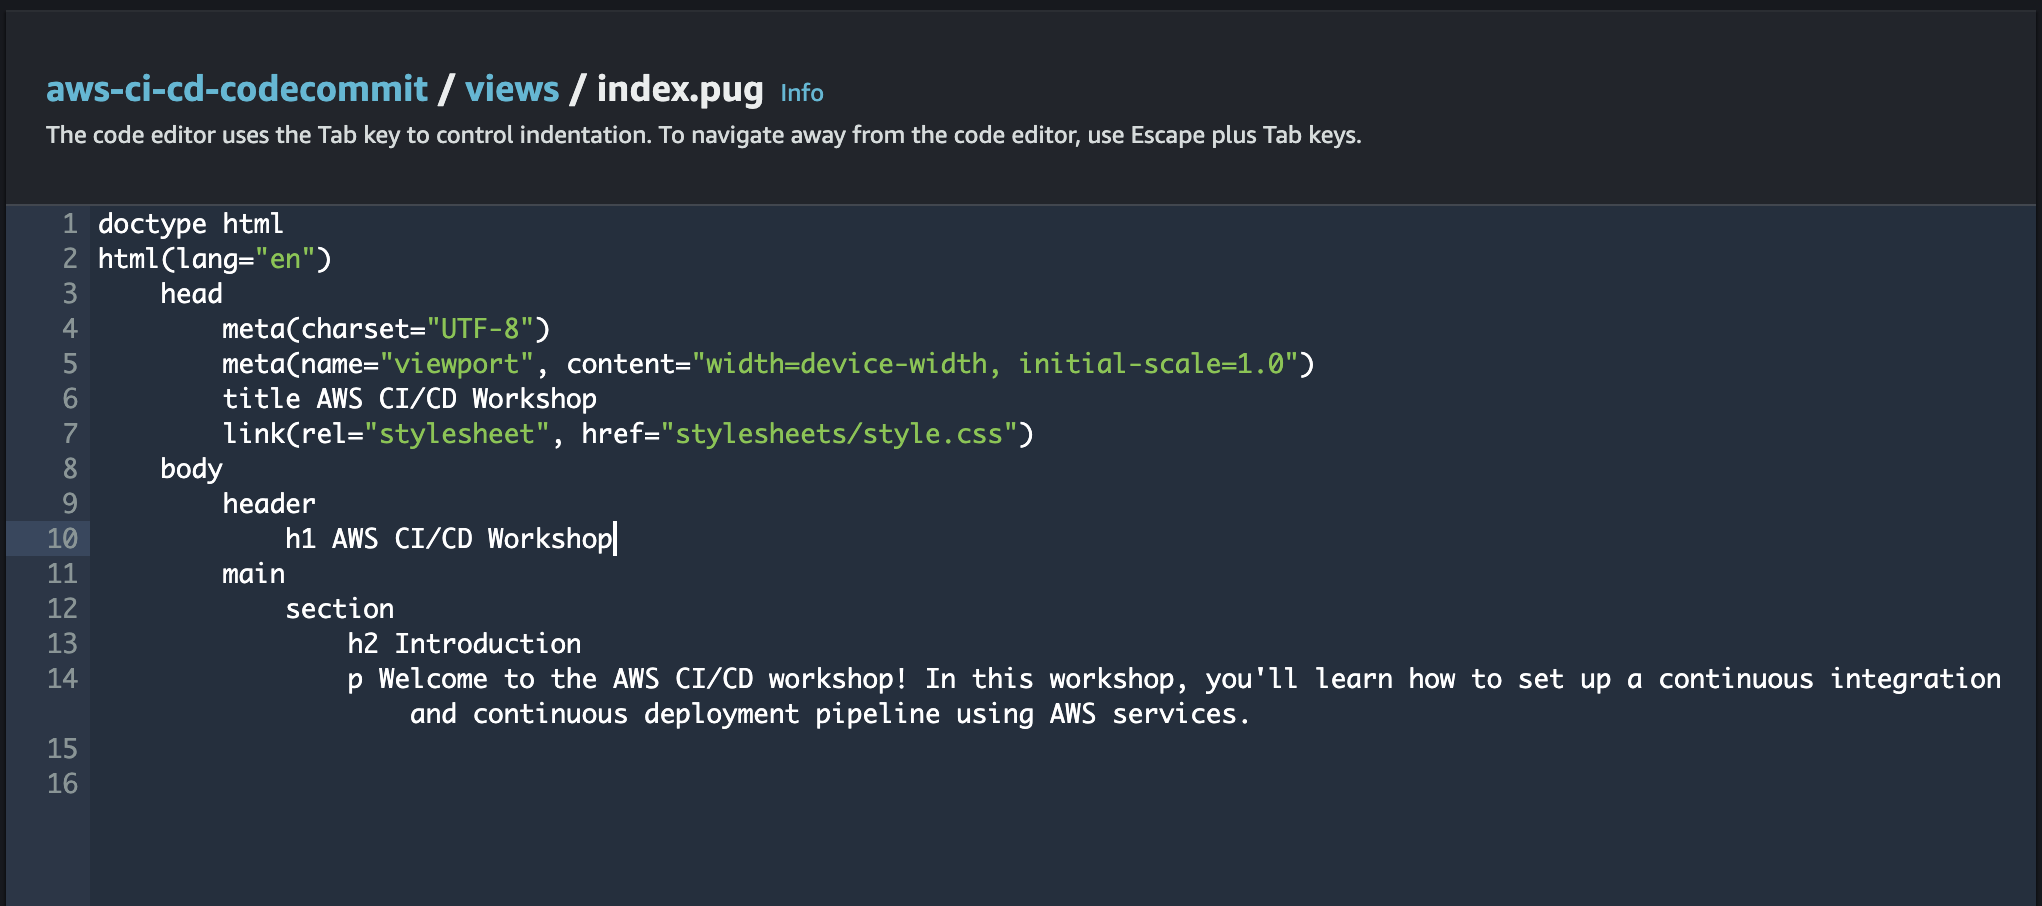 aws-ci-cd-codecommit / views / index.pug Info
The code editor uses the Tab key to control indentation. To navigate away from the code editor, use Escape plus Tab keys.
1 doctype html
2 html(lang="en")
3     head
4         meta(charset="UTF-8")
5         meta(name="viewport", content="width=device-width, initial-scale=1.0")
6         title AWS CI/CD Workshop
7         link(rel="stylesheet", href="stylesheets/style.css")
8     body
9         header
10             h1 AWS CI/CD Workshop
11         main
12             section
13                 h2 Introduction
14                 p Welcome to the AWS CI/CD workshop! In this workshop, you'll learn how to set up a continuous integration
                    and continuous deployment pipeline using AWS services.
15
16